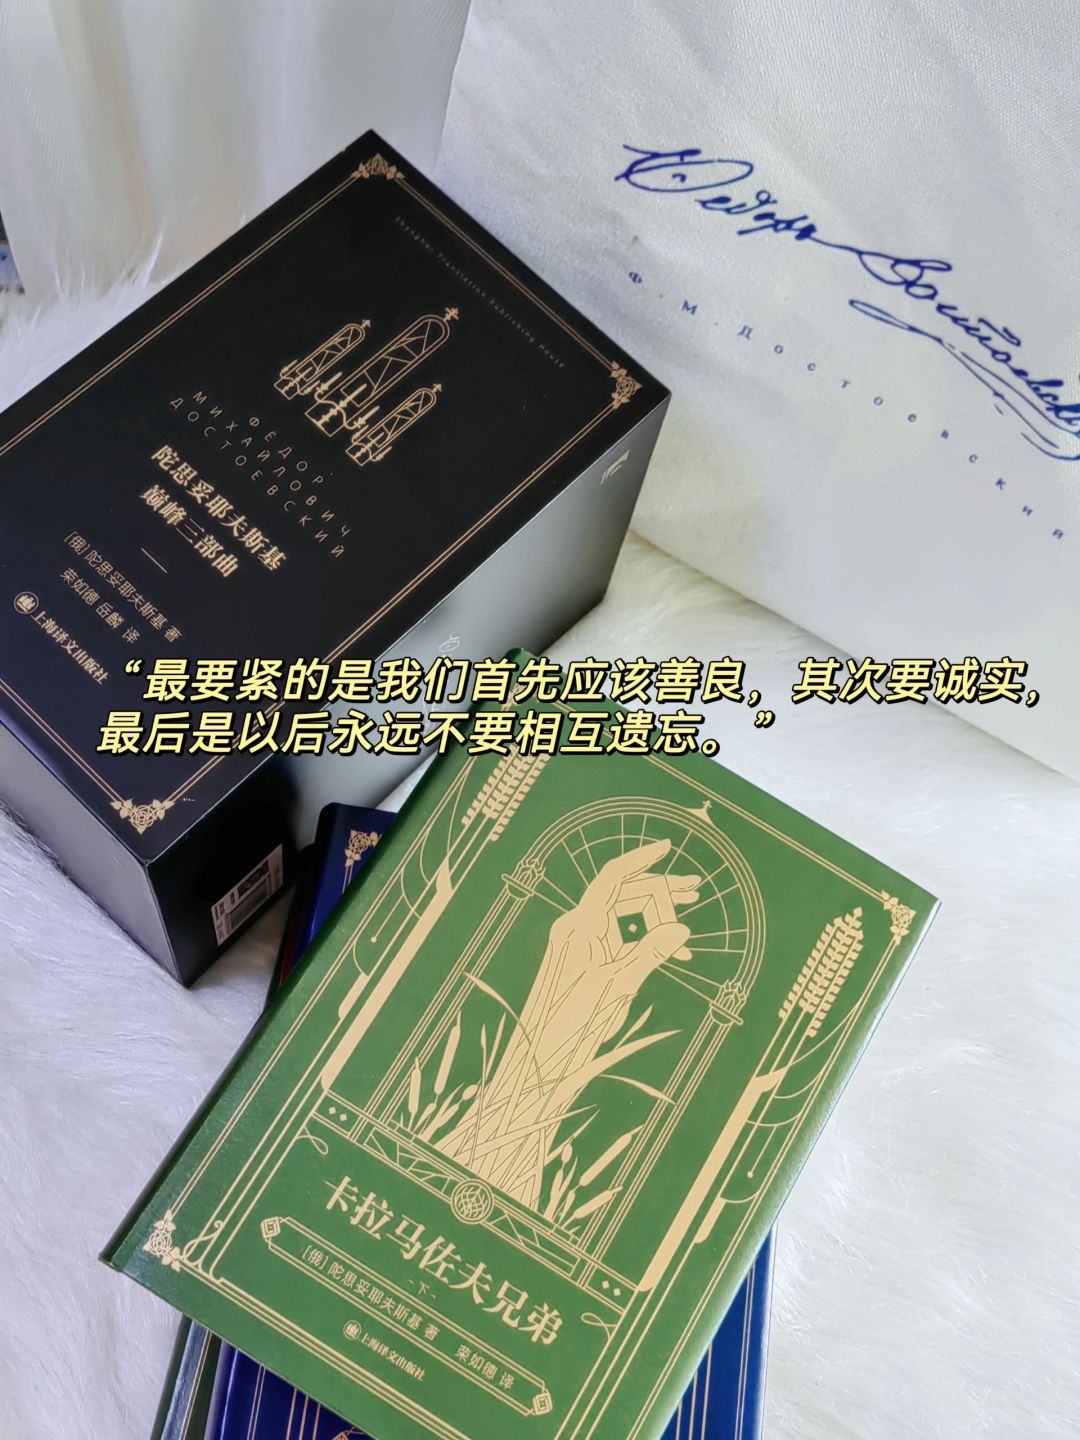 Shanghai Translation Publishing House
ФЕДОР·
МИХАЙЛОВИЧ
ДОСТОЕВСКИЙ
陀思妥耶夫斯基
巅峰三部曲
[俄]陀思妥耶夫斯基 著
荣如德 岳麟 译
上海译文出版社
Ф·М·Достоевский
“最要紧的是我们首先应该善良，其次要诚实，
最后是以后永远不要相互遗忘。”
卡拉马佐夫兄弟
-下-
[俄]陀思妥耶夫斯基 著 荣如德 译
上海译文出版社